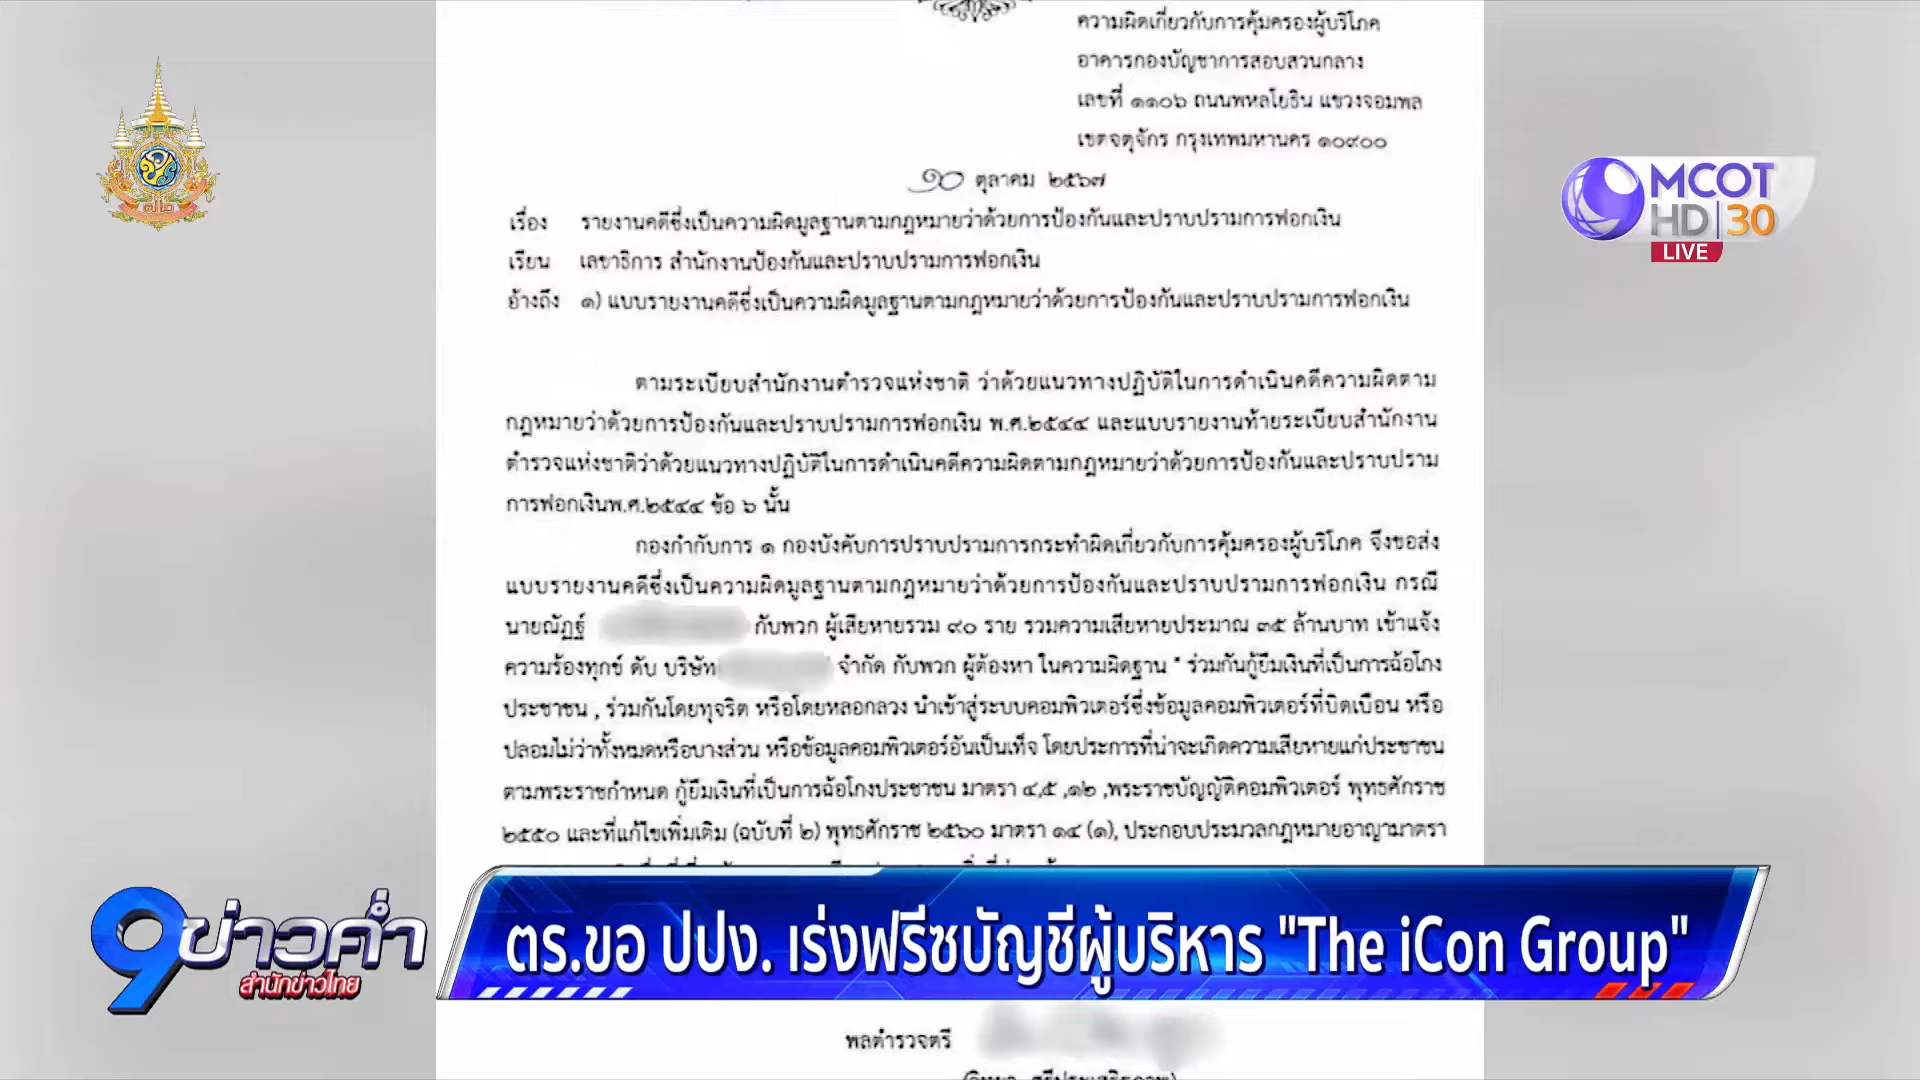 ความผิดเกี่ยวกับการคุ้มครองผู้บริโภค
อาคารกองบัญชาการสอบสวนกลาง
เลขที่ ๑๑๐๖ ถนนพหลโยธิน แขวงจอมพล
เขตจตุจักร กรุงเทพมหานคร ๑๐๙๐๐
๑๐ ตุลาคม ๒๕๖๗
MCOT
HD 30
LIVE
เรื่อง รายงานคดีซึ่งเป็นความผิดมูลฐานตามกฎหมายว่าด้วยการป้องกันและปราบปรามการฟอกเงิน
เรียน เลขาธิการ สำนักงานป้องกันและปราบปรามการฟอกเงิน
อ้างถึง ๑) แบบรายงานคดีซึ่งเป็นความผิดมูลฐานตามกฎหมายว่าด้วยการป้องกันและปราบปรามการฟอกเงิน
ตามระเบียบสำนักงานตำรวจแห่งชาติ ว่าด้วยแนวทางปฏิบัติในการดำเนินคดีความผิดตาม
กฎหมายว่าด้วยการป้องกันและปราบปรามการฟอกเงิน พ.ศ.๒๕๔๔ และแบบรายงานท้ายระเบียบสำนักงาน
ตำรวจแห่งชาติว่าด้วยแนวทางปฏิบัติในการดำเนินคดีความผิดตามกฎหมายว่าด้วยการป้องกันและปราบปราม
การฟอกเงินพ.ศ.๒๕๔๔ ข้อ ๖ นั้น
กองกำกับการ ๑ กองบังคับการปราบปรามการกระทำผิดเกี่ยวกับการคุ้มครองผู้บริโภค จึงขอส่ง
แบบรายงานคดีซึ่งเป็นความผิดมูลฐานตามกฎหมายว่าด้วยการป้องกันและปราบปรามการฟอกเงิน กรณี
นายณัฏฐ์ กับพวก ผู้เสียหายรวม ๙๐ ราย รวมความเสียหายประมาณ ๓๕ ล้านบาท เข้าแจ้ง
ความร้องทุกข์ ดับ บริษัท จำกัด กับพวก ผู้ต้องหา ในความผิดฐาน " ร่วมกันกู้ยืมเงินที่เป็นการฉ้อโกง
ประชาชน , ร่วมกันโดยทุจริต หรือโดยหลอกลวง นำเข้าสู่ระบบคอมพิวเตอร์ซึ่งข้อมูลคอมพิวเตอร์ที่บิดเบือน หรือ
ปลอมไม่ว่าทั้งหมดหรือบางส่วน หรือข้อมูลคอมพิวเตอร์อันเป็นเท็จ โดยประการที่น่าจะเกิดความเสียหายแก่ประชาชน
ตามพระราชกำหนด กู้ยืมเงินที่เป็นการฉ้อโกงประชาชน มาตรา ๔,๕ ,๑๒ ,พระราชบัญญัติคอมพิวเตอร์ พุทธศักราช
๒๕๕๐ และที่แก้ไขเพิ่มเติม (ฉบับที่ ๒) พุทธศักราช ๒๕๖๐ มาตรา ๑๔ (๑), ประกอบประมวลกฎหมายอาญามาตรา
9 ข่าวค่ำ
สำนักข่าวไทย
ตร.ขอ ปปง. เร่งฟรีซบัญชีผู้บริหาร "The iCon Group"
พลตำรวจตรี